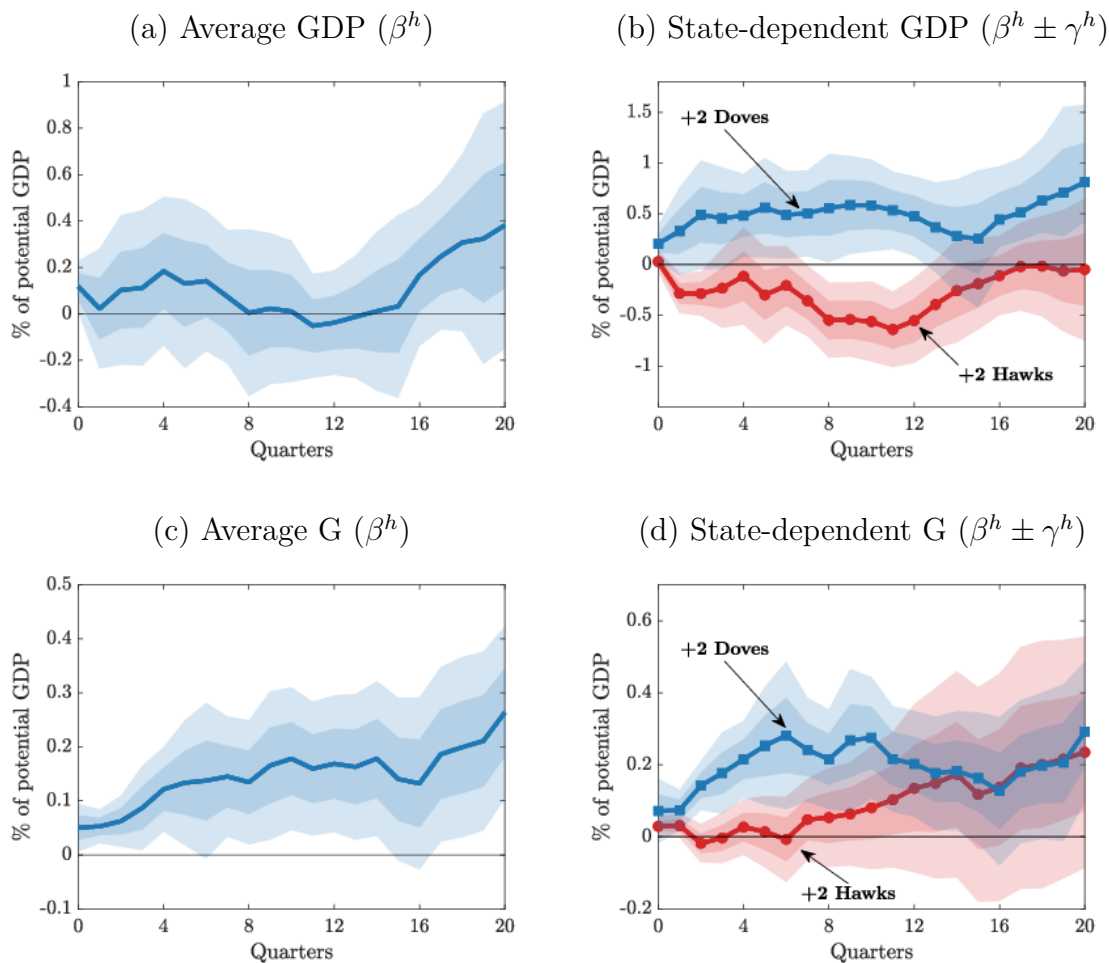 (a) Average GDP (β^h)
% of potential GDP
1
0.8
0.6
0.4
0.2
0
-0.2
-0.4
0 4 8 12 16 20
Quarters
(b) State-dependent GDP (β^h ± γ^h)
% of potential GDP
1.5
1
0.5
0
-0.5
-1
+2 Doves
+2 Hawks
0 4 8 12 16 20
Quarters
(c) Average G (β^h)
% of potential GDP
0.5
0.4
0.3
0.2
0.1
0
-0.1
0 4 8 12 16 20
Quarters
(d) State-dependent G (β^h ± γ^h)
% of potential GDP
0.6
0.4
0.2
0
-0.2
+2 Doves
+2 Hawks
0 4 8 12 16 20
Quarters